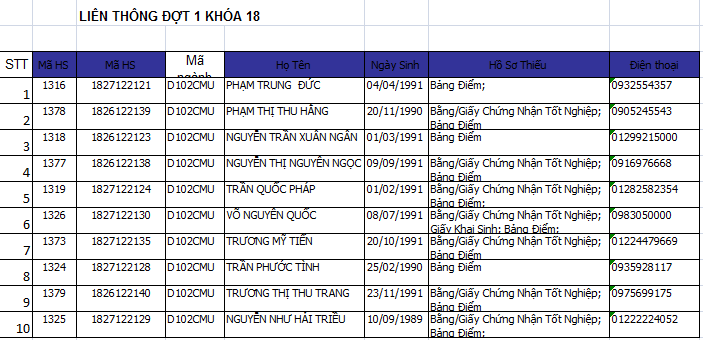 LIÊN THÔNG ĐỢT 1 KHÓA 18
STT Mã HS Mã HS Mã ngành Họ Tên Ngày Sinh Hồ Sơ Thiếu Điện thoại
1 1316 1827122121 D102CMU PHẠM TRUNG ĐỨC 04/04/1991 Bảng Điểm; 0932554357
2 1378 1826122139 D102CMU PHẠM THỊ THU HẰNG 20/11/1990 Bằng/Giấy Chứng Nhận Tốt Nghiệp; 0905245543
Bảng Điểm
3 1318 1826122123 D102CMU NGUYỄN TRẦN XUÂN NGÂN 01/03/1991 Bảng Điểm 01299215000
4 1377 1826122138 D102CMU NGUYỄN THỊ NGUYÊN NGỌC 09/09/1991 Bằng/Giấy Chứng Nhận Tốt Nghiệp; 0916976668
Bảng Điểm
5 1319 1827122124 D102CMU TRẦN QUỐC PHÁP 01/02/1991 Bằng/Giấy Chứng Nhận Tốt Nghiệp; 01282582354
Bảng Điểm;
6 1326 1827122130 D102CMU VÕ NGUYÊN QUỐC 08/07/1991 Bằng/Giấy Chứng Nhận Tốt Nghiệp; 0983050000
Giấy Khai Sinh; Bảng Điểm;
7 1373 1827122135 D102CMU TRƯƠNG MỸ TIẾN 20/10/1991 Bằng/Giấy Chứng Nhận Tốt Nghiệp; 01224479669
Bảng Điểm
8 1324 1827122128 D102CMU TRẦN PHƯỚC TỈNH 25/02/1990 Bảng Điểm 0935928117
9 1379 1826122140 D102CMU TRƯƠNG THỊ THU TRANG 23/11/1991 Bằng/Giấy Chứng Nhận Tốt Nghiệp; 0975699175
Bảng Điểm
10 1325 1827122129 D102CMU NGUYỄN NHƯ HẢI TRIỀU 10/09/1989 Bằng/Giấy Chứng Nhận Tốt Nghiệp; 01222224052
Bảng Điểm;